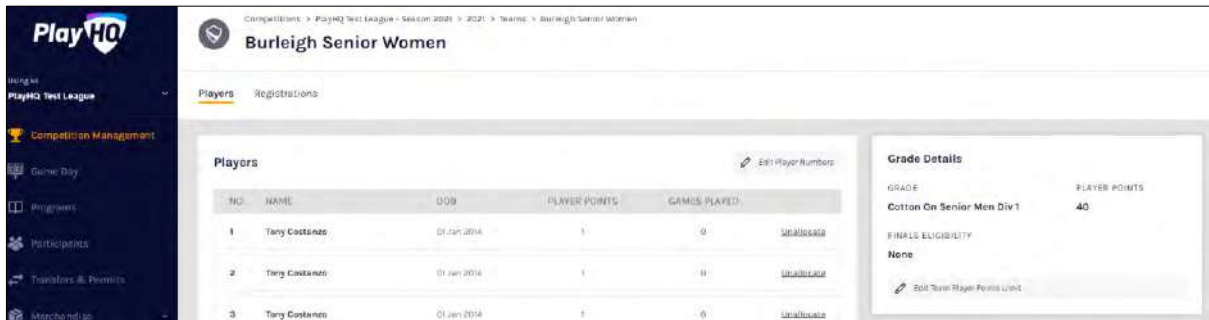 PlayHQ
Using as
PlayHQ Test League
Competition Management
Game Day
Programs
Participants
Transfers & Permits
Merchandise
Competitions > PlayHQ Test League - Season 2021 > 2021 > Teams > Burleigh Senior Women
Burleigh Senior Women
Players Registrations
Players
Edit Player Numbers
NO. NAME DOB PLAYER POINTS GAMES PLAYED
1 Tony Costanzo 01 Jan 2014 1 0 Unallocate
2 Tony Costanzo 01 Jan 2014 1 0 Unallocate
3 Tony Costanzo 01 Jan 2014 1 0 Unallocate
Grade Details
GRADE PLAYER POINTS
Cotton On Senior Men Div 1 40
FINALS ELIGIBILITY
None
Edit Team Player Points Limit